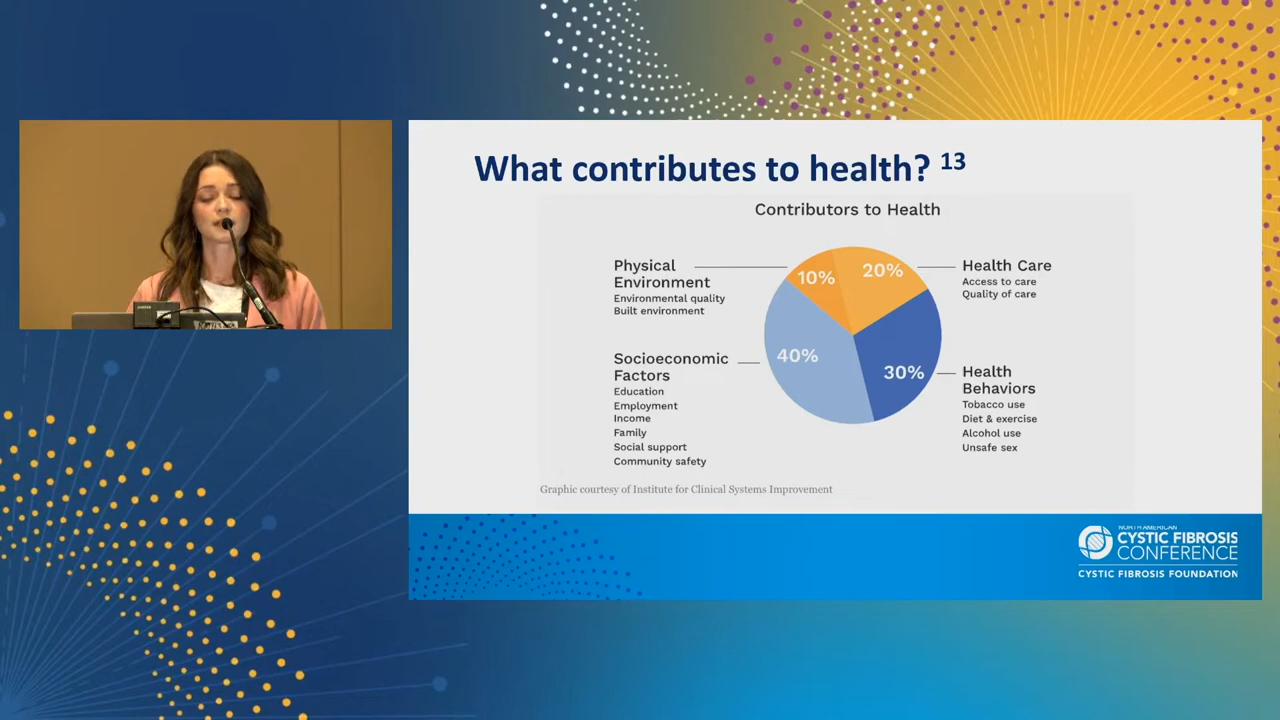 What contributes to health? 13
Contributors to Health
Physical
Environment
Environmental quality
Built environment
10%
20%
Health Care
Access to care
Quality of care
Socioeconomic
Factors
Education
Employment
Income
Family
Social support
Community safety
40%
30%
Health
Behaviors
Tobacco use
Diet & exercise
Alcohol use
Unsafe sex
Graphic courtesy of Institute for Clinical Systems Improvement
NORTH AMERICAN
CYSTIC FIBROSIS
CONFERENCE
CYSTIC FIBROSIS FOUNDATION